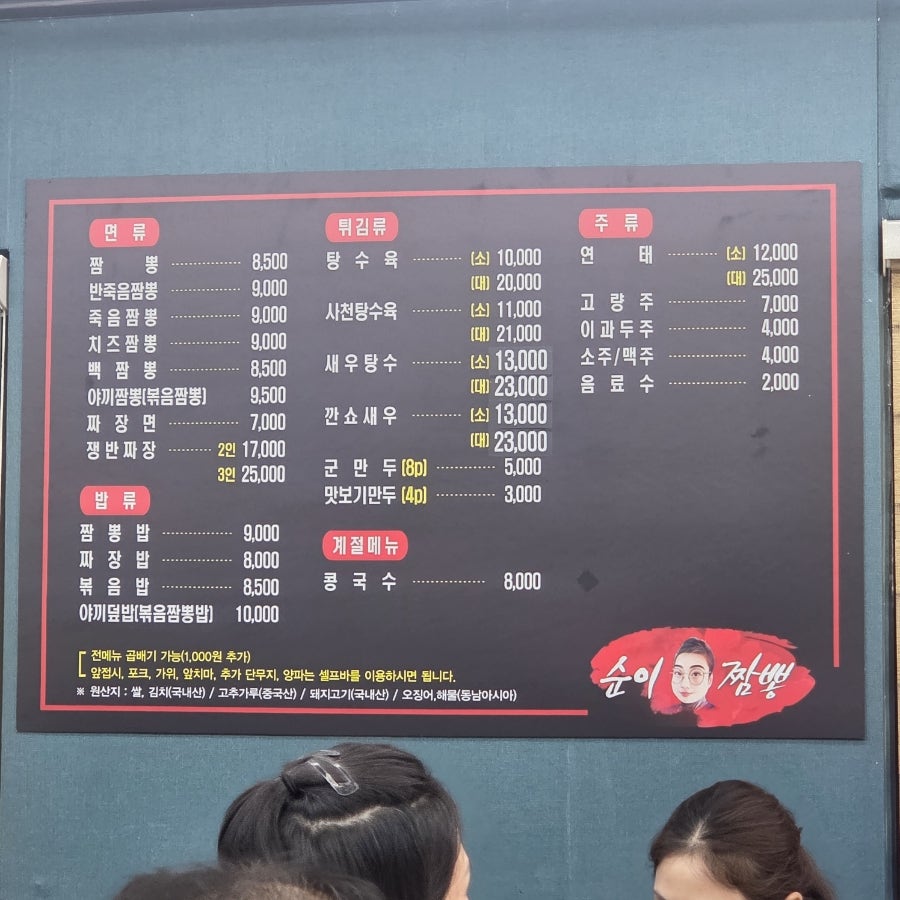 면류
짬뽕 8,500
반죽음짬뽕 9,000
죽음짬뽕 9,000
치즈짬뽕 9,000
백짬뽕 8,500
야끼짬뽕(볶음짬뽕) 9,500
짜장면 7,000
쟁반짜장 2인 17,000
3인 25,000
밥류
짬뽕밥 9,000
짜장밥 8,000
볶음밥 8,500
야끼덮밥(볶음짬뽕밥) 10,000
튀김류
탕수육 (소) 10,000
(대) 20,000
사천탕수육 (소) 11,000
(대) 21,000
새우탕수 (소) 13,000
(대) 23,000
깐쇼새우 (소) 13,000
(대) 23,000
군만두(8p) 5,000
맛보기만두(4p) 3,000
계절메뉴
콩국수 8,000
주류
연태 (소) 12,000
(대) 25,000
고량주 7,000
이과두주 4,000
소주/맥주 4,000
음료수 2,000
전메뉴 곱배기 가능(1,000원 추가)
앞접시, 포크, 가위, 앞치마, 추가 단무지, 양파는 셀프바를 이용하시면 됩니다.
※ 원산지 : 쌀, 김치(국내산) / 고추가루(중국산) / 돼지고기(국내산) / 오징어,해물(동남아시아)
순이짬뽕